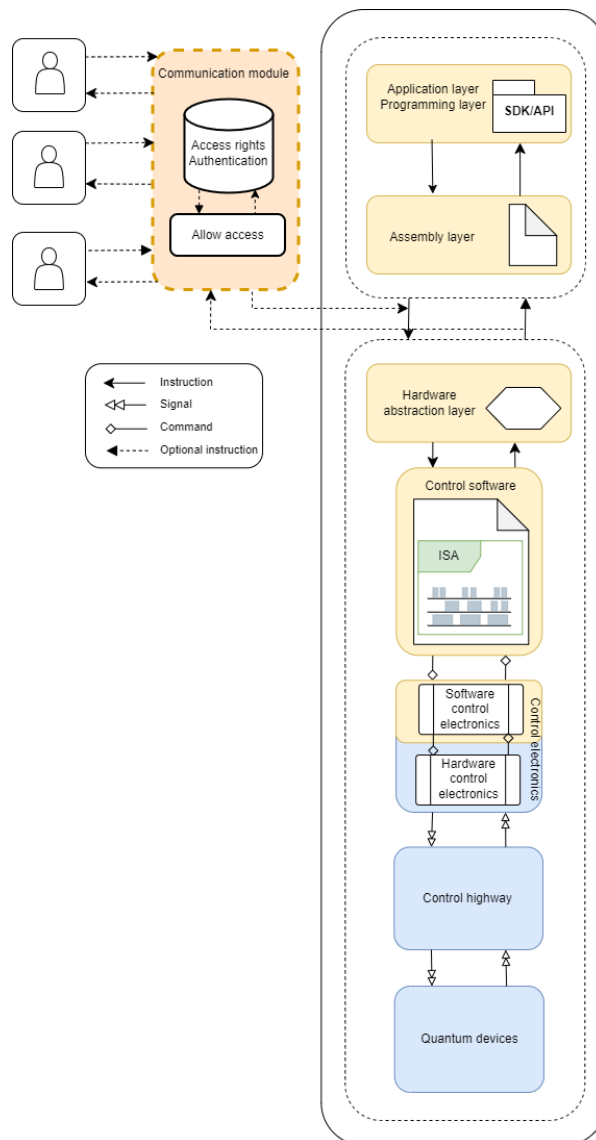 Communication module
Access rights
Authentication
Allow access
Application layer
Programming layer
SDK/API
Assembly layer
Instruction
Signal
Command
Optional instruction
Hardware
abstraction layer
Control software
ISA
Software
control
electronics
Control electronics
Hardware
control
electronics
Control highway
Quantum devices